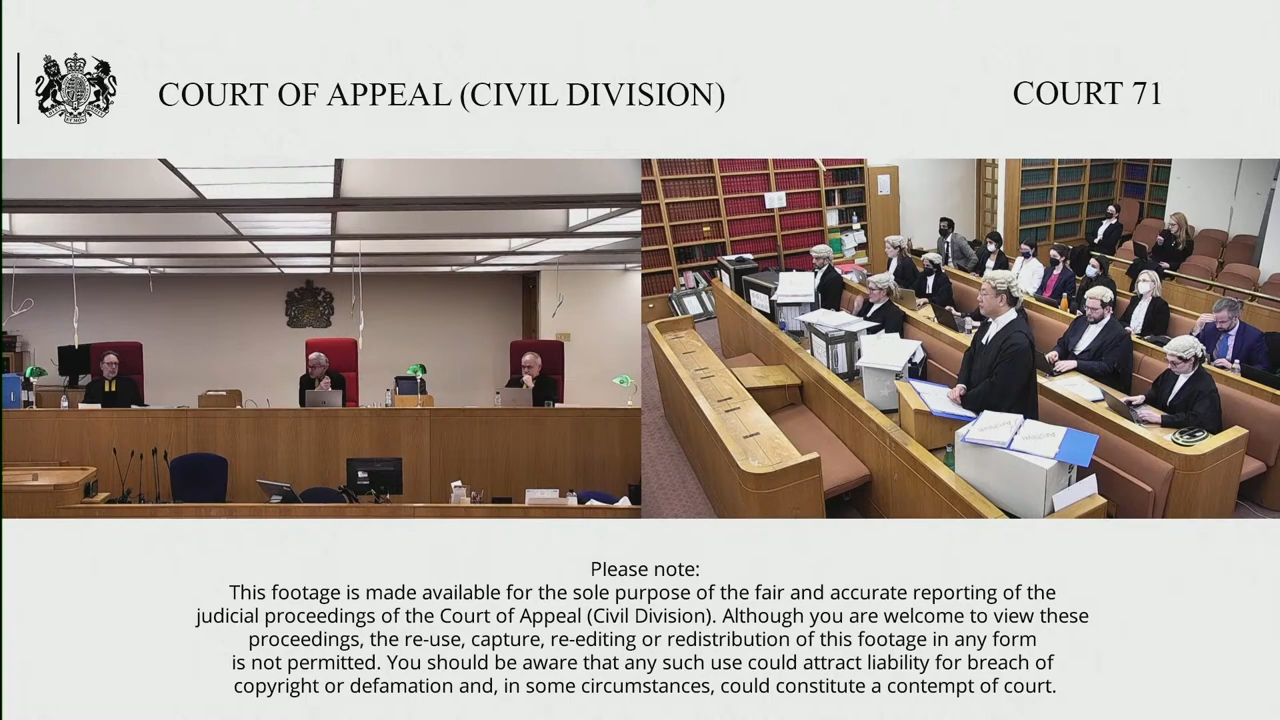 COURT OF APPEAL (CIVIL DIVISION)
COURT 71
Please note:
This footage is made available for the sole purpose of the fair and accurate reporting of the
judicial proceedings of the Court of Appeal (Civil Division). Although you are welcome to view these
proceedings, the re-use, capture, re-editing or redistribution of this footage in any form
is not permitted. You should be aware that any such use could attract liability for breach of
copyright or defamation and, in some circumstances, could constitute a contempt of court.